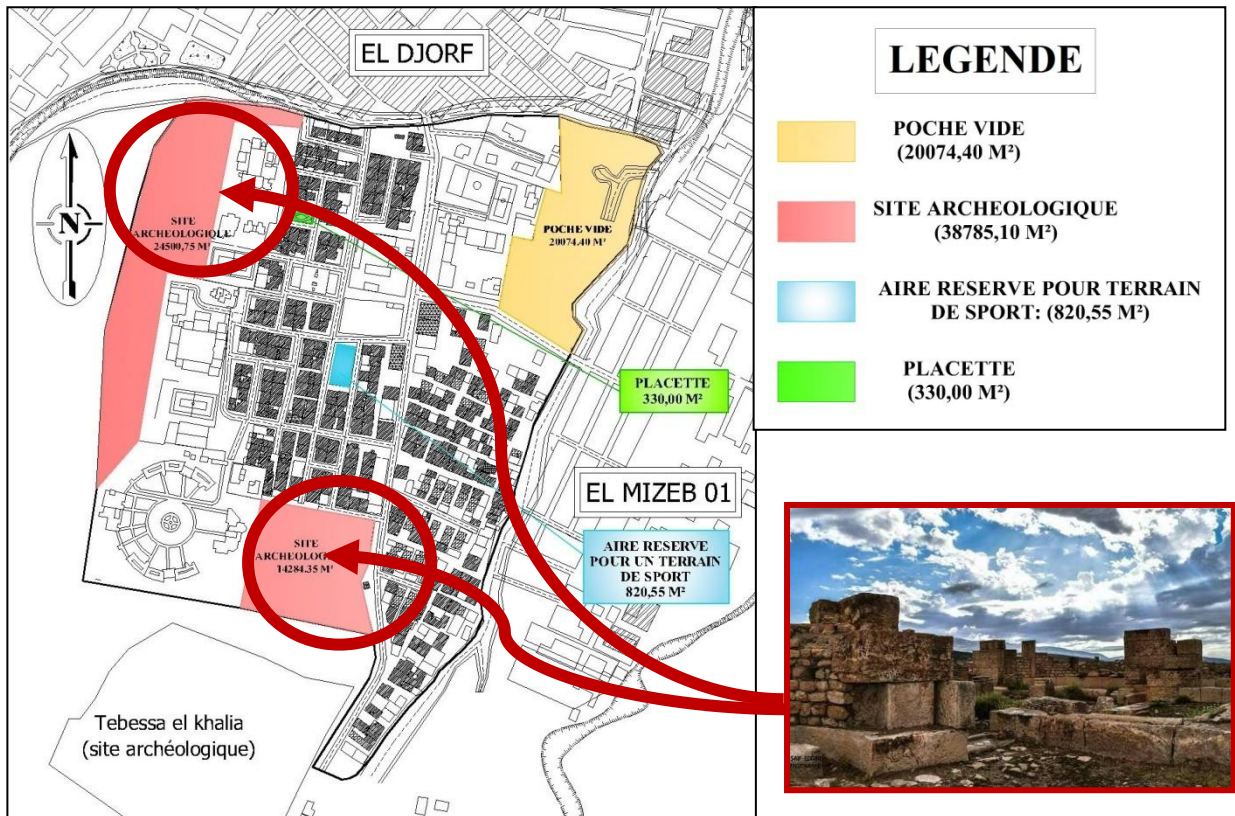 EL DJORF
N
SITE
ARCHEOLOGIQUE
24500,75 M²
POCHE VIDE
20074.40 M²
PLACETTE
330,00 M²
EL MIZEB 01
SITE
14284.35 M²
AIRE RESERVE
POUR UN TERRAIN
DE SPORT
820,55 M²
Tebessa el khalia
(site archéologique)
LEGENDE
POCHE VIDE
(20074,40 M²)
SITE ARCHEOLOGIQUE
(38785,10 M²)
AIRE RESERVE POUR TERRAIN
DE SPORT: (820,55 M²)
PLACETTE
(330,00 M²)